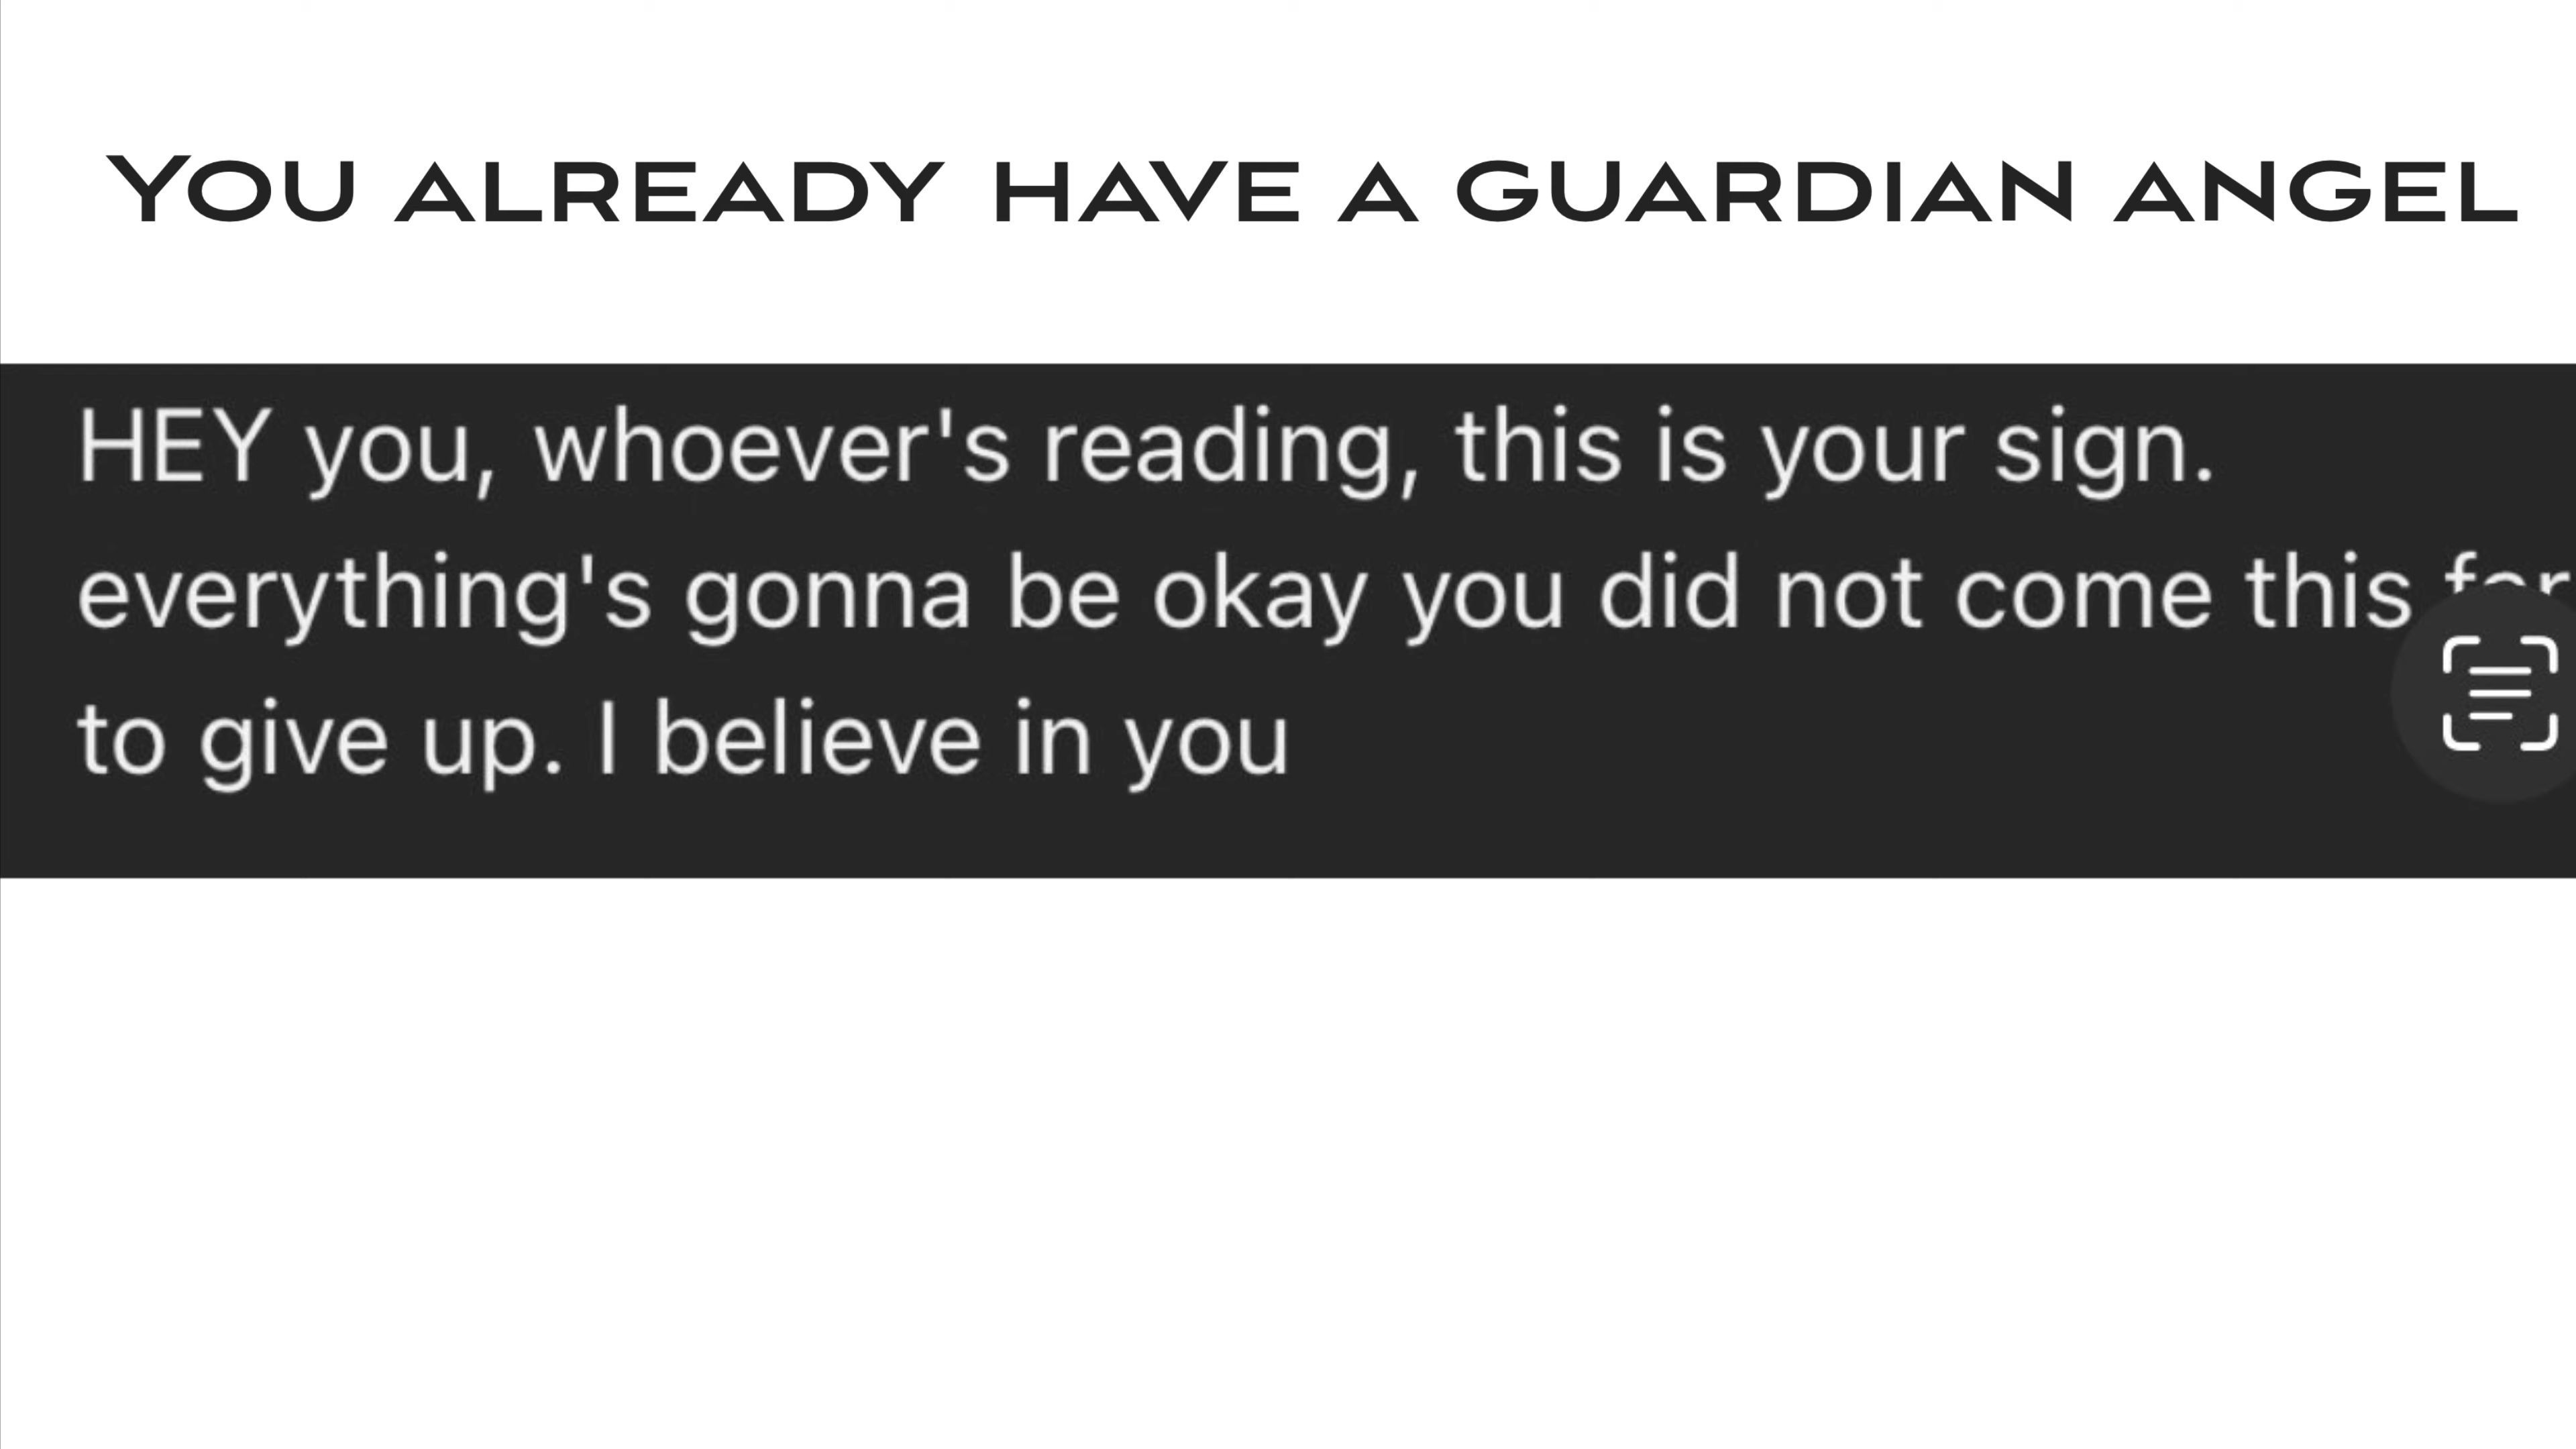 YOU ALREADY HAVE A GUARDIAN ANGEL
HEY you, whoever's reading, this is your sign.
everything's gonna be okay you did not come this
to give up. I believe in you